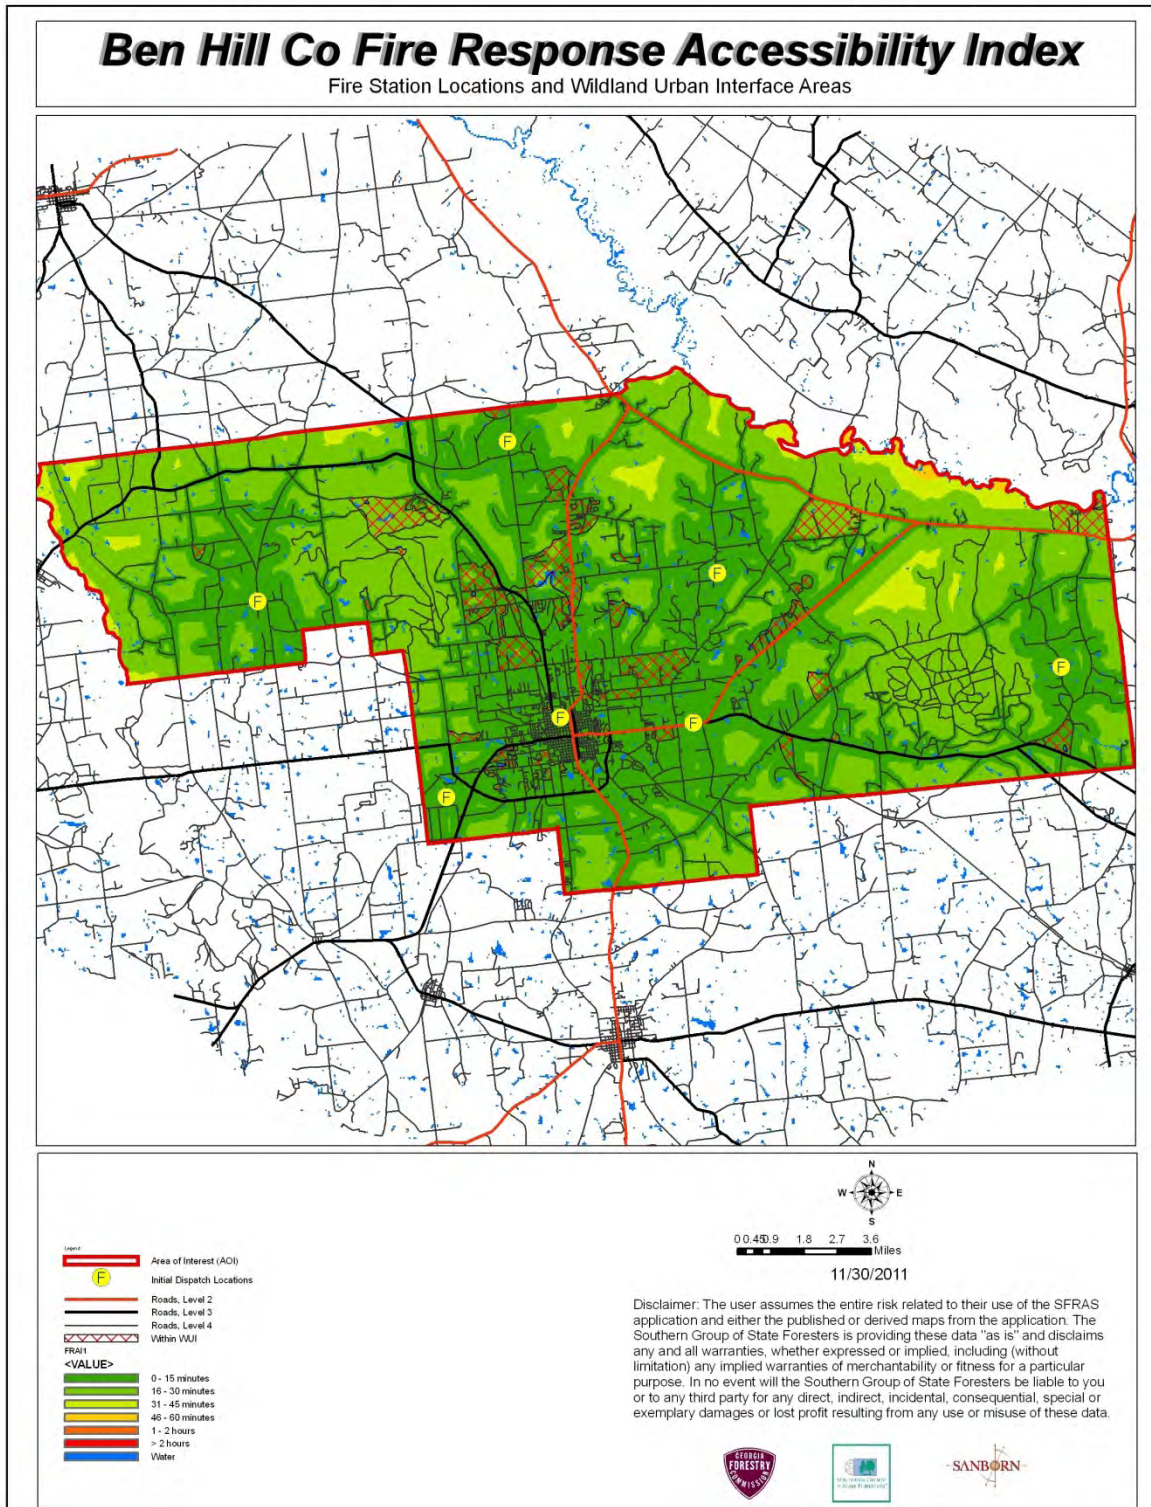 Ben Hill Co Fire Response Accessibility Index
Fire Station Locations and Wildland Urban Interface Areas
F
F
F
F
F
F
F
N
W E
S
0 0.45 0.9 1.8 2.7 3.6
Miles
11/30/2011
Legend
Area of Interest (AOI)
F Initial Dispatch Locations
Roads, Level 2
Roads, Level 3
Roads, Level 4
Within WUI
FRAI1
<VALUE>
0 - 15 minutes
16 - 30 minutes
31 - 45 minutes
46 - 60 minutes
1 - 2 hours
> 2 hours
Water
Disclaimer: The user assumes the entire risk related to their use of the SFRAS
application and either the published or derived maps from the application. The
Southern Group of State Foresters is providing these data "as is" and disclaims
any and all warranties, whether expressed or implied, including (without
limitation) any implied warranties of merchantability or fitness for a particular
purpose. In no event will the Southern Group of State Foresters be liable to you
or to any third party for any direct, indirect, incidental, consequential, special or
exemplary damages or lost profit resulting from any use or misuse of these data.
GEORGIA
FORESTRY
COMMISSION
SOUTHERN GROUP
OF STATE FORESTERS
SANBORN